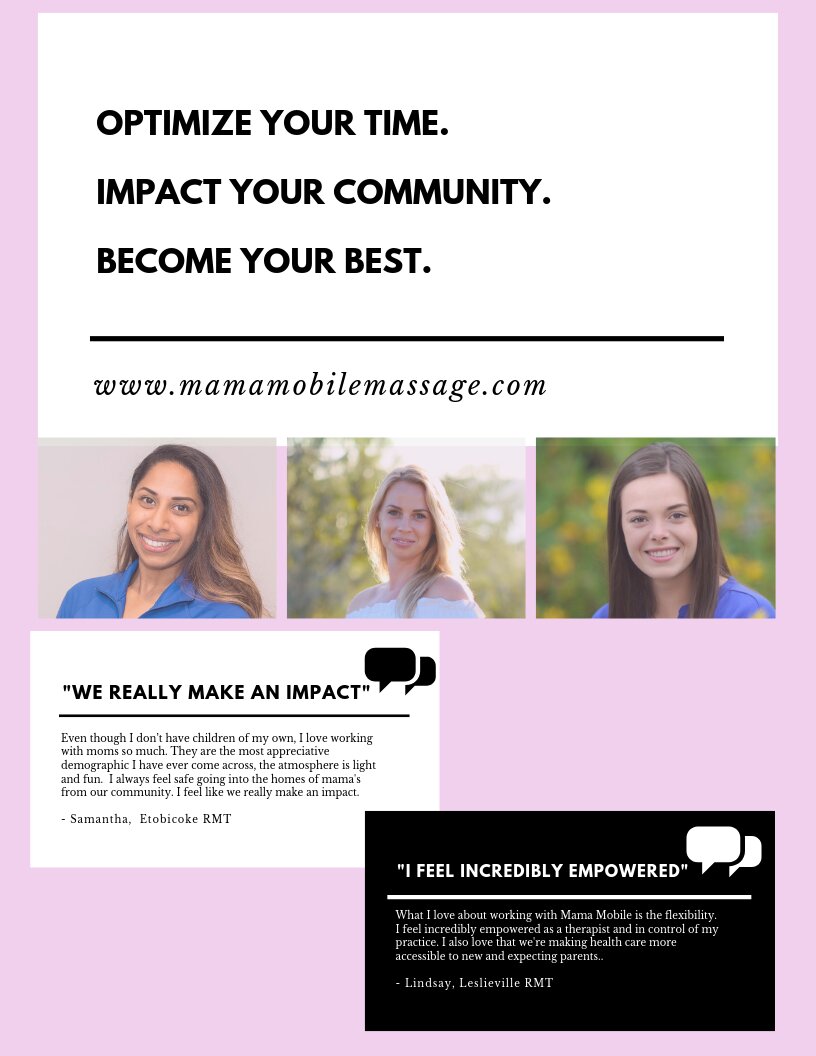 OPTIMIZE YOUR TIME.
IMPACT YOUR COMMUNITY.
BECOME YOUR BEST.
www.mamamobilemassage.com
"WE REALLY MAKE AN IMPACT"
Even though I don't have children of my own, I love working
with moms so much. They are the most appreciative
demographic I have ever come across, the atmosphere is light
and fun.  I always feel safe going into the homes of mama's
from our community. I feel like we really make an impact.
- Samantha,  Etobicoke RMT
"I FEEL INCREDIBLY EMPOWERED"
What I love about working with Mama Mobile is the flexibility.
I feel incredibly empowered as a therapist and in control of my
practice. I also love that we're making health care more
accessible to new and expecting parents..
- Lindsay, Leslieville RMT